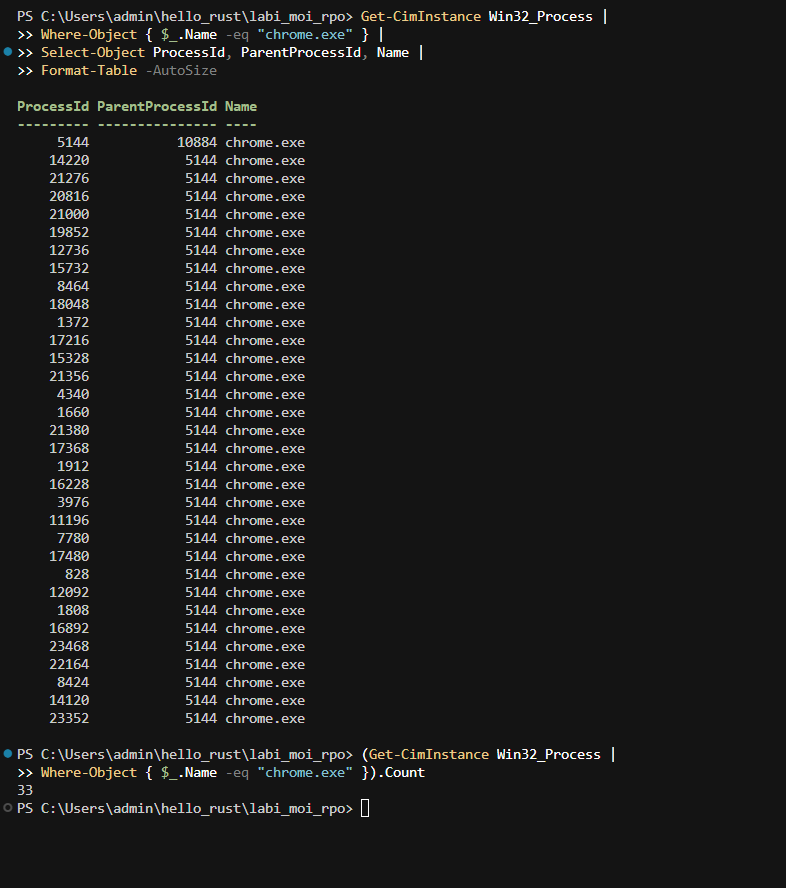 PS C:\Users\admin\hello_rust\labi_moi_rpo> Get-CimInstance Win32_Process |
>> Where-Object { $_.Name -eq "chrome.exe" } |
>> Select-Object ProcessId, ParentProcessId, Name |
>> Format-Table -AutoSize
ProcessId ParentProcessId Name
--------- --------------- ----
5144 10884 chrome.exe
14220 5144 chrome.exe
21276 5144 chrome.exe
20816 5144 chrome.exe
21000 5144 chrome.exe
19852 5144 chrome.exe
12736 5144 chrome.exe
15732 5144 chrome.exe
8464 5144 chrome.exe
18048 5144 chrome.exe
1372 5144 chrome.exe
17216 5144 chrome.exe
15328 5144 chrome.exe
21356 5144 chrome.exe
4340 5144 chrome.exe
1660 5144 chrome.exe
21380 5144 chrome.exe
17368 5144 chrome.exe
1912 5144 chrome.exe
16228 5144 chrome.exe
3976 5144 chrome.exe
11196 5144 chrome.exe
7780 5144 chrome.exe
17480 5144 chrome.exe
828 5144 chrome.exe
12092 5144 chrome.exe
1808 5144 chrome.exe
16892 5144 chrome.exe
23468 5144 chrome.exe
22164 5144 chrome.exe
8424 5144 chrome.exe
14120 5144 chrome.exe
23352 5144 chrome.exe
PS C:\Users\admin\hello_rust\labi_moi_rpo> (Get-CimInstance Win32_Process |
>> Where-Object { $_.Name -eq "chrome.exe" }).Count
33
PS C:\Users\admin\hello_rust\labi_moi_rpo>